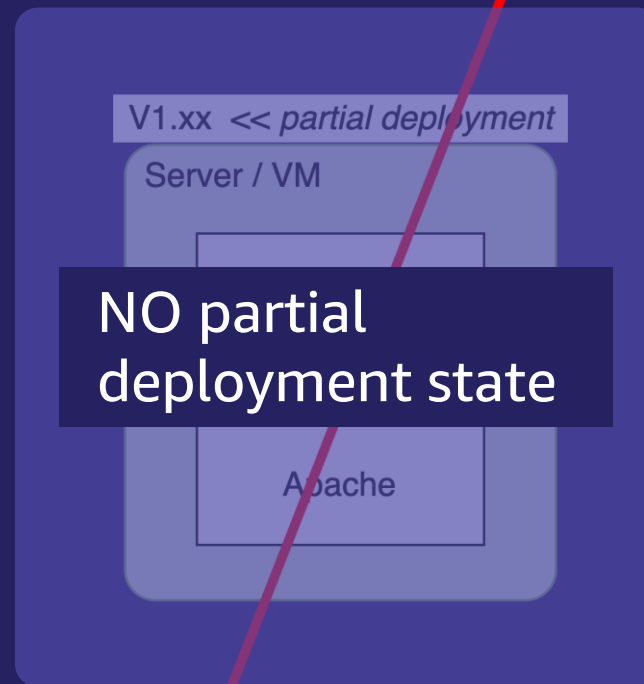 V1.xx << partial deployment
Server / VM
NO partial
deployment state
Apache